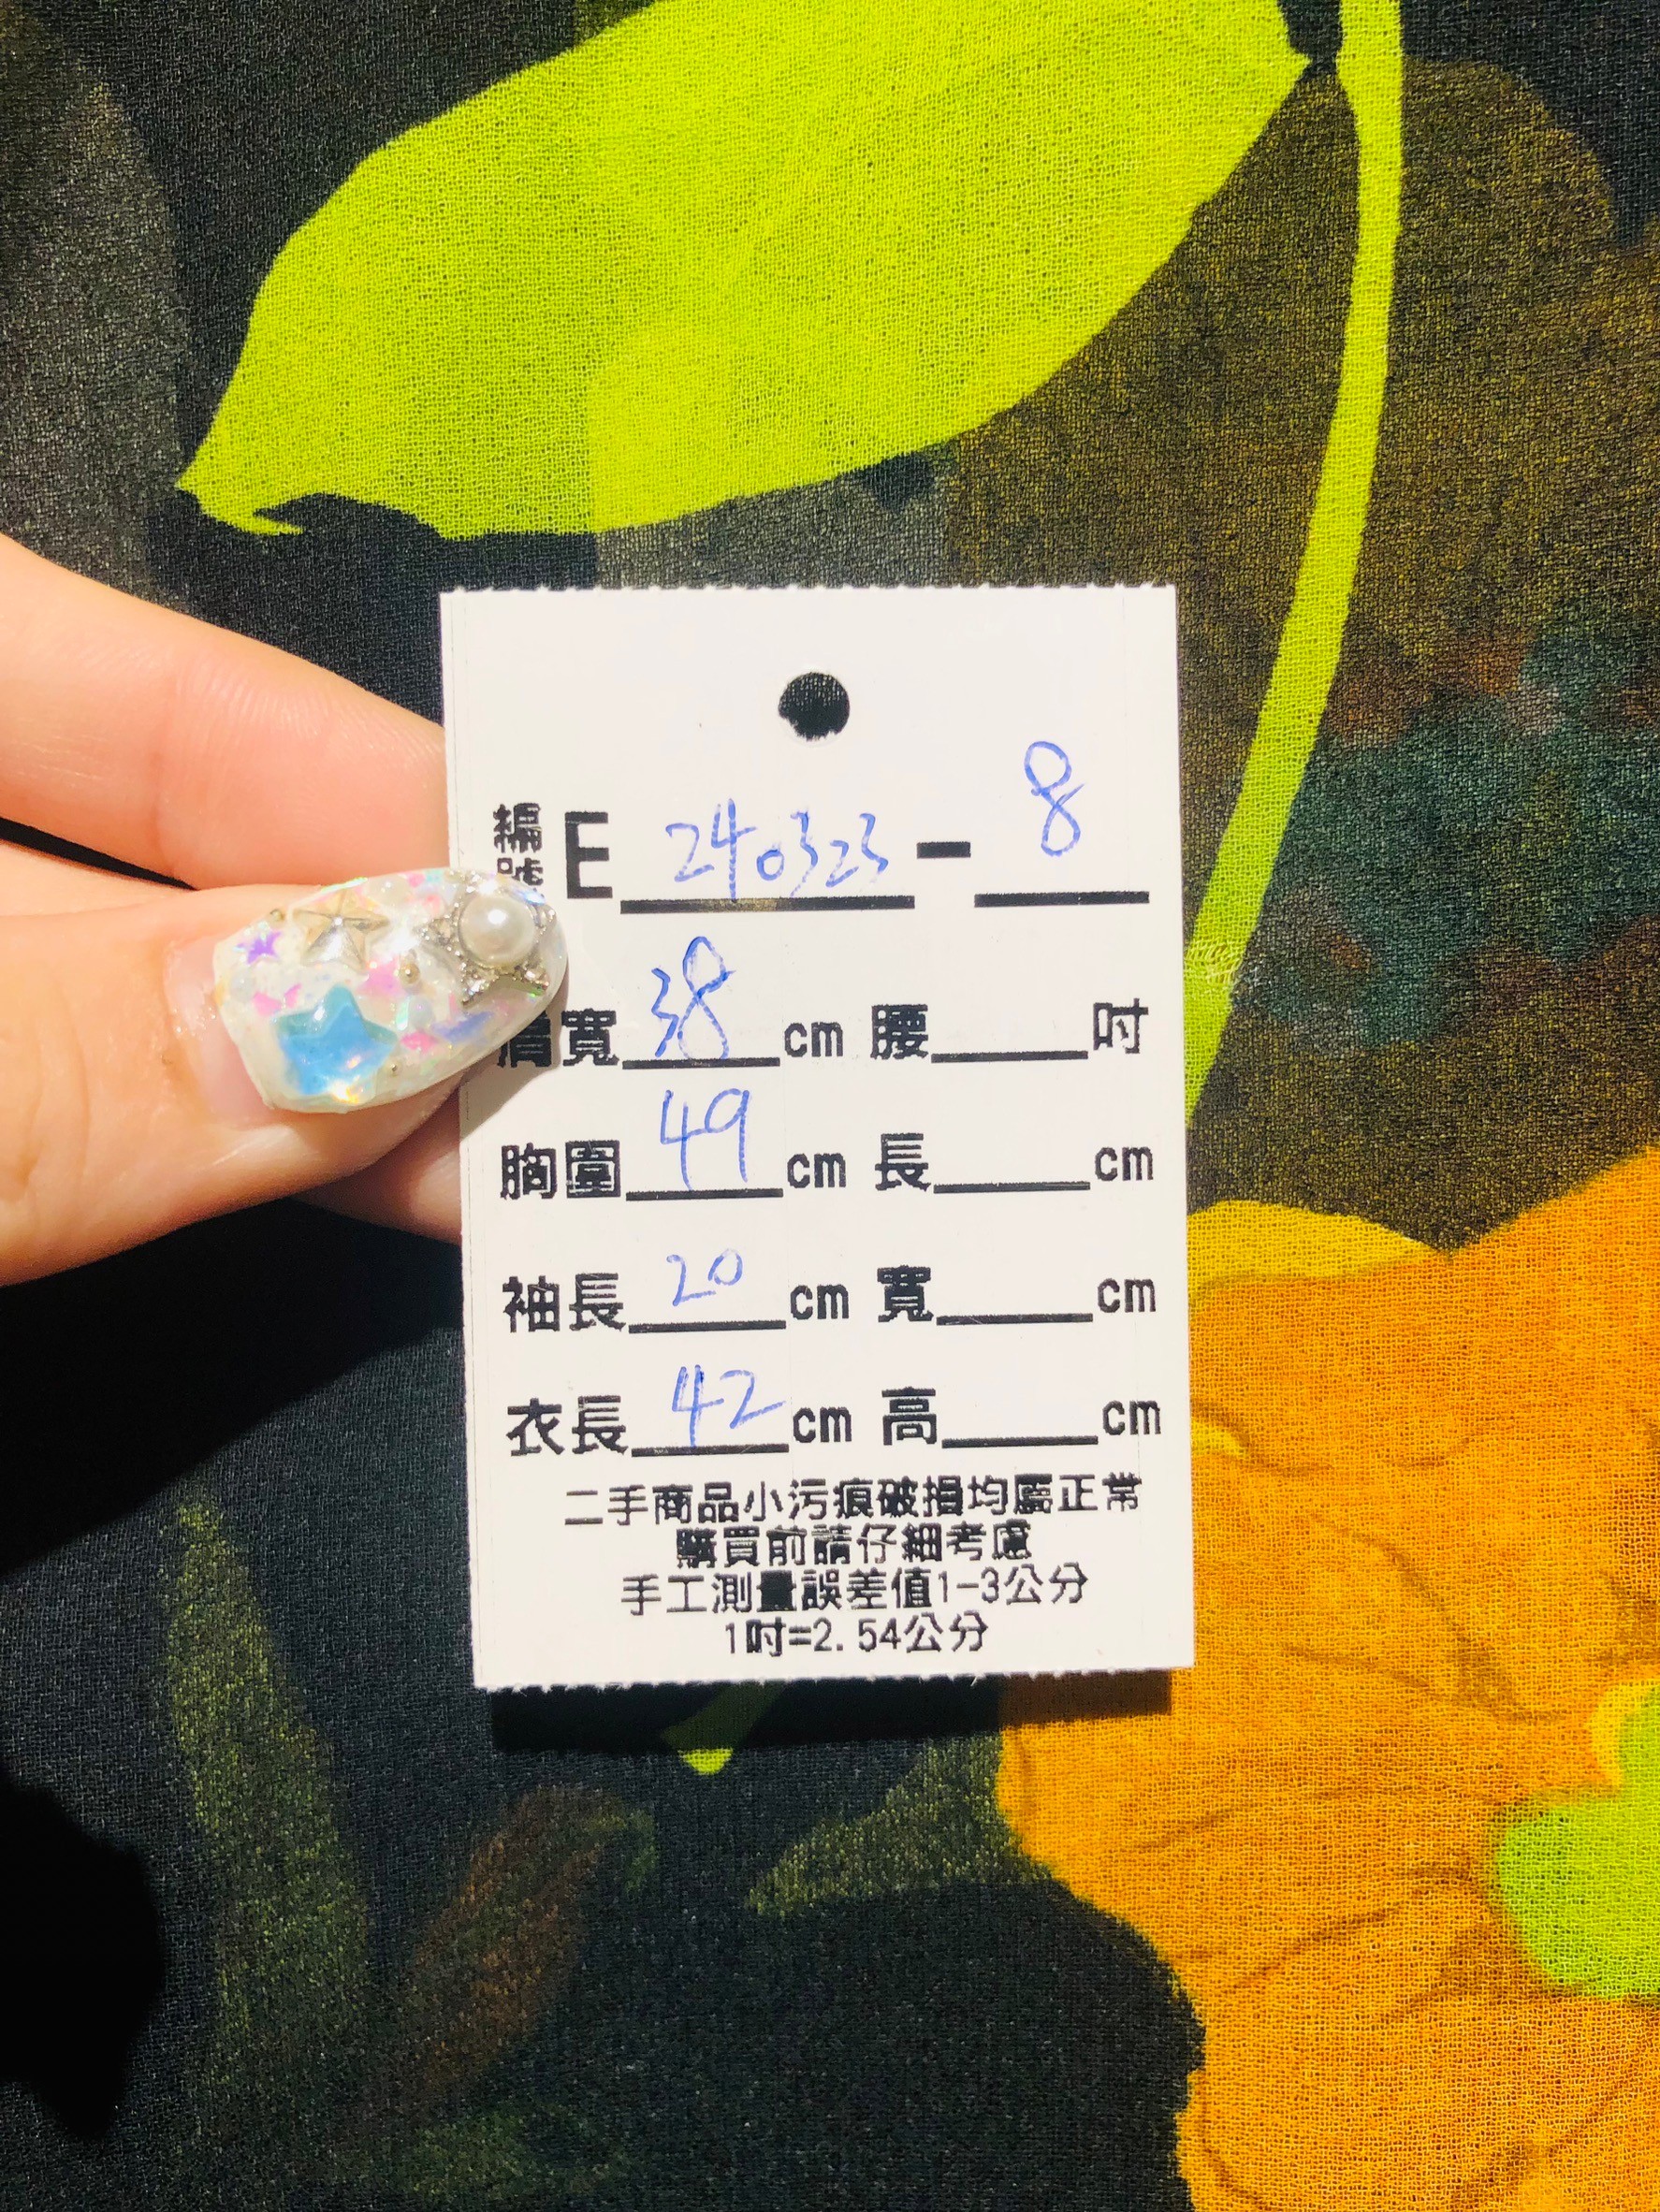 編號 E 240323 - 8
肩寬 38 cm 腰 吋
胸圍 49 cm 長 cm
袖長 20 cm 寬 cm
衣長 42 cm 高 cm
二手商品小污痕破損均屬正常
購買前請仔細考慮
手工測量誤差值1-3公分
1吋=2.54公分